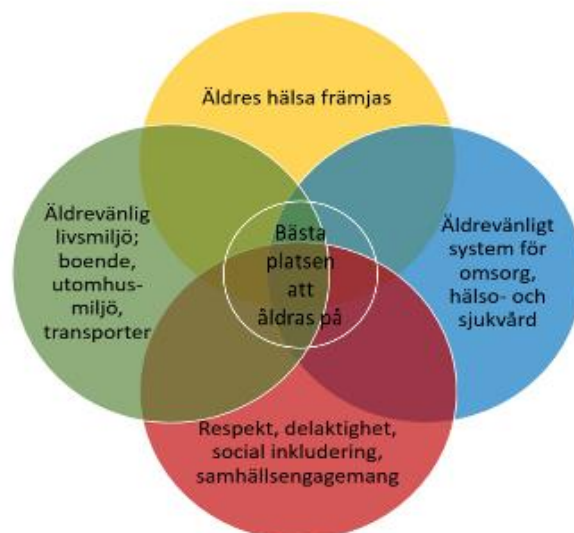 Äldres hälsa främjas
Äldrevänlig
livsmiljö;
boende,
utomhus-
miljö,
transporter
Bästa
platsen
att
åldras på
Äldrevänligt
system för
omsorg,
hälso- och
sjukvård
Respekt, delaktighet,
social inkludering,
samhällsengagemang